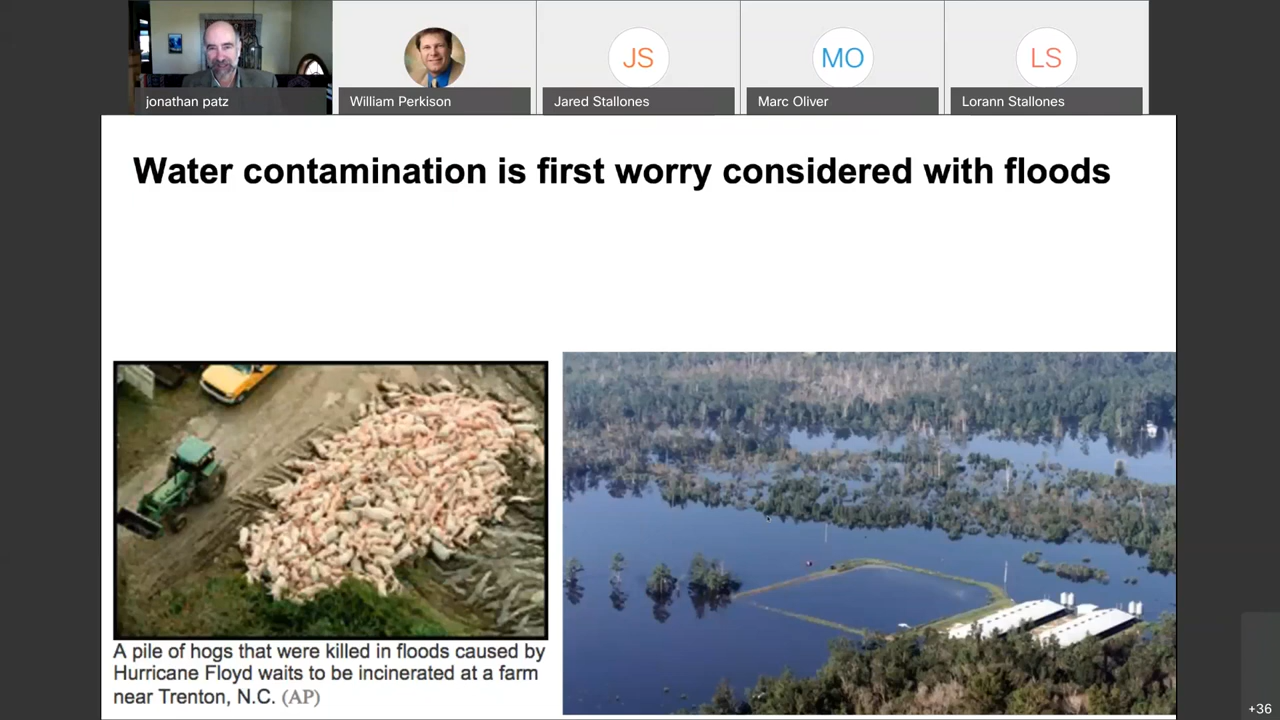 jonathan patz
William Perkison
JS
Jared Stallones
MO
Marc Oliver
LS
Lorann Stallones
Water contamination is first worry considered with floods
A pile of hogs that were killed in floods caused by
Hurricane Floyd waits to be incinerated at a farm
near Trenton, N.C. (AP)
+36